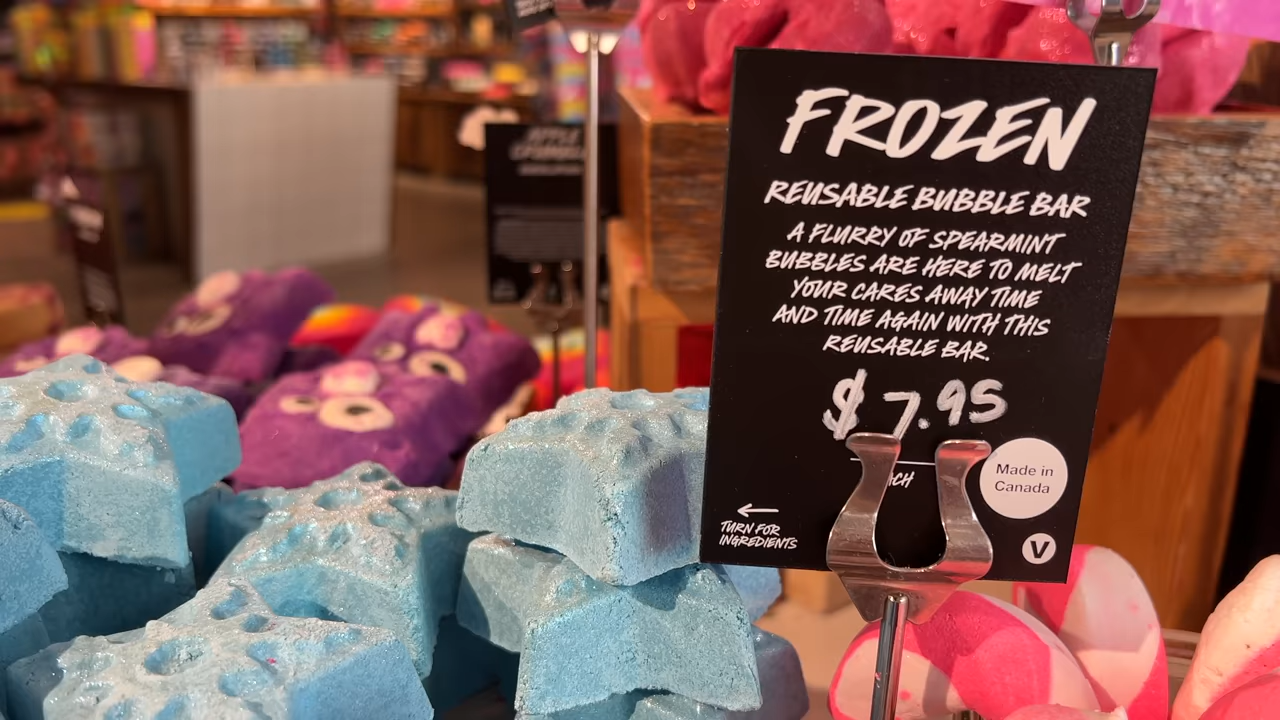 FROZEN
REUSABLE BUBBLE BAR
A FLURRY OF SPEARMINT
BUBBLES ARE HERE TO MELT
YOUR CARES AWAY TIME
AND TIME AGAIN WITH THIS
REUSABLE BAR.
$7.95
Made in
Canada
TURN FOR
INGREDIENTS
V
APPLE